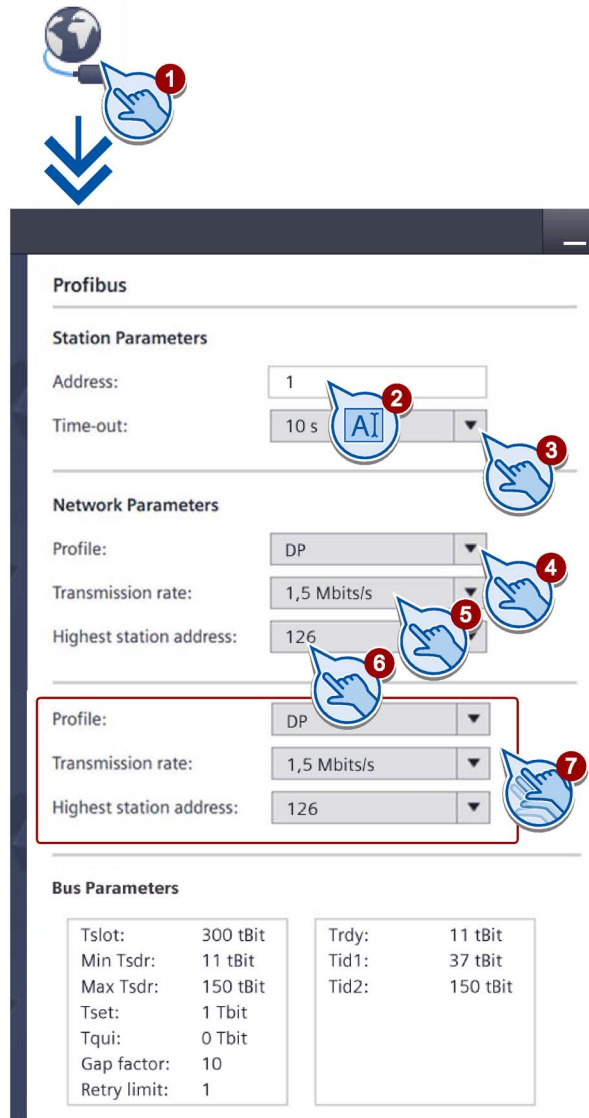 1
Profibus
Station Parameters
Address: 1
2
Time-out: 10 s AI
3
Network Parameters
Profile: DP
4
Transmission rate: 1,5 Mbits/s
5
Highest station address: 126
6
Profile: DP
Transmission rate: 1,5 Mbits/s
7
Highest station address: 126
Bus Parameters
Tslot: 300 tBit
Min Tsdr: 11 tBit
Max Tsdr: 150 tBit
Tset: 1 Tbit
Tqui: 0 Tbit
Gap factor: 10
Retry limit: 1
Trdy: 11 tBit
Tid1: 37 tBit
Tid2: 150 tBit